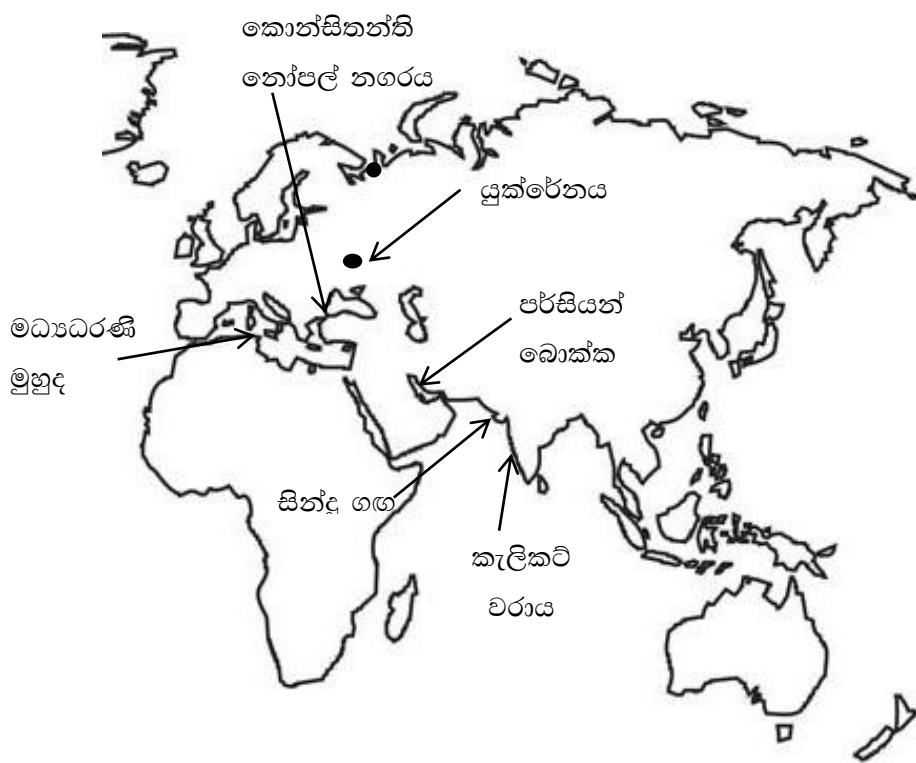 කොන්සිතන්ති
නෝපල් නගරය
යුක්රේනය
පර්සියන්
බොක්ක
මධ්‍යධරණි
මුහුද
සින්දු ගඟ
කැලිකට්
වරාය